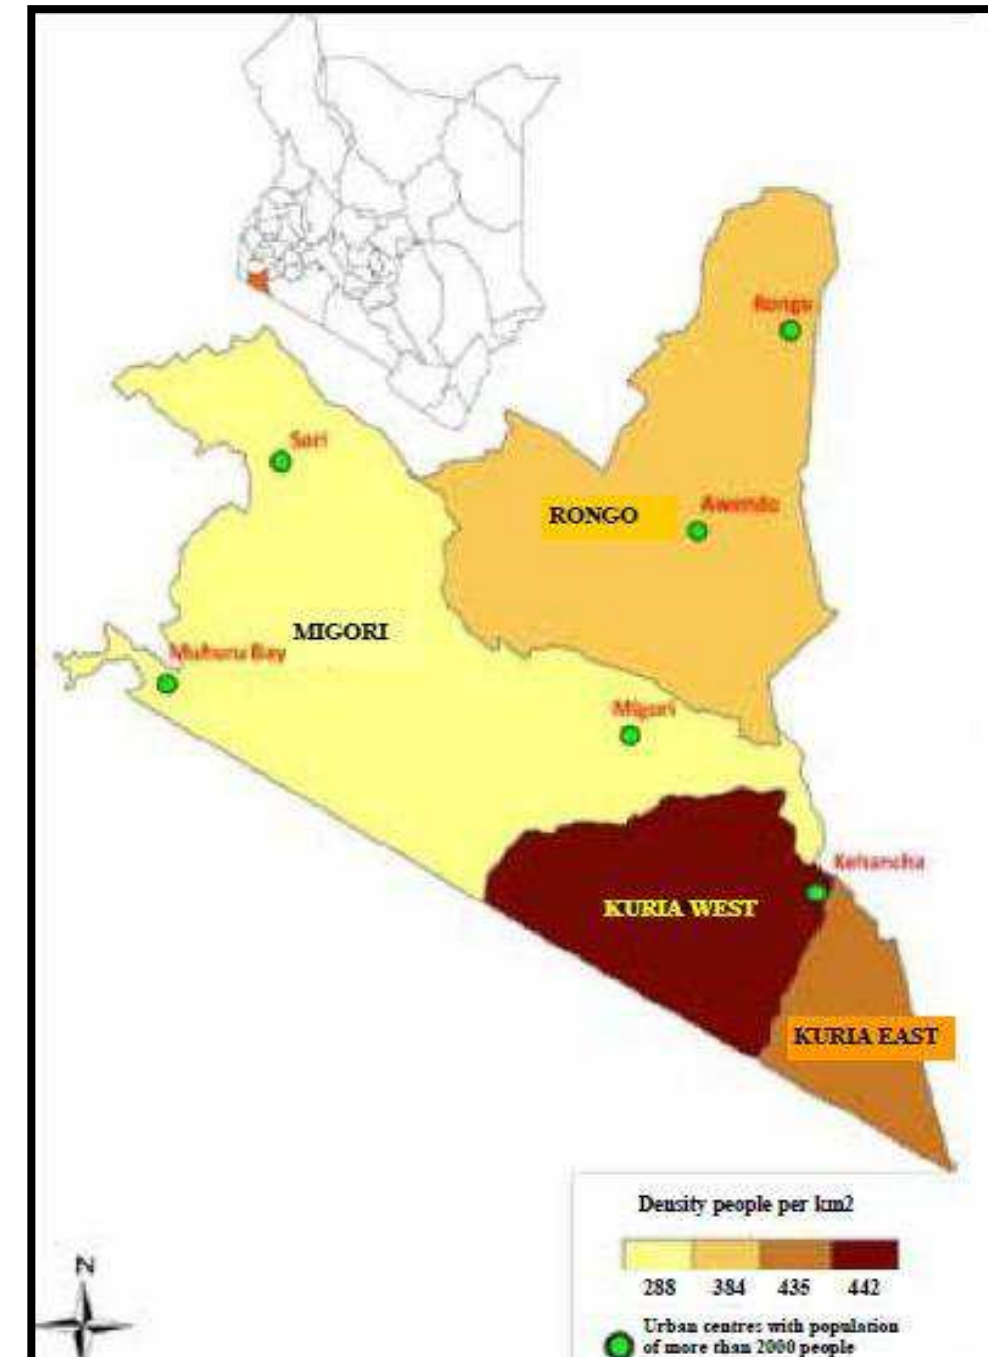 Rongo
Sori
RONGO
Awendo
MIGORI
Muhuru Bay
Migori
Kehancha
KURIA WEST
KURIA EAST
Density people per km2
288 384 435 442
N
Urban centres with population
of more than 2000 people